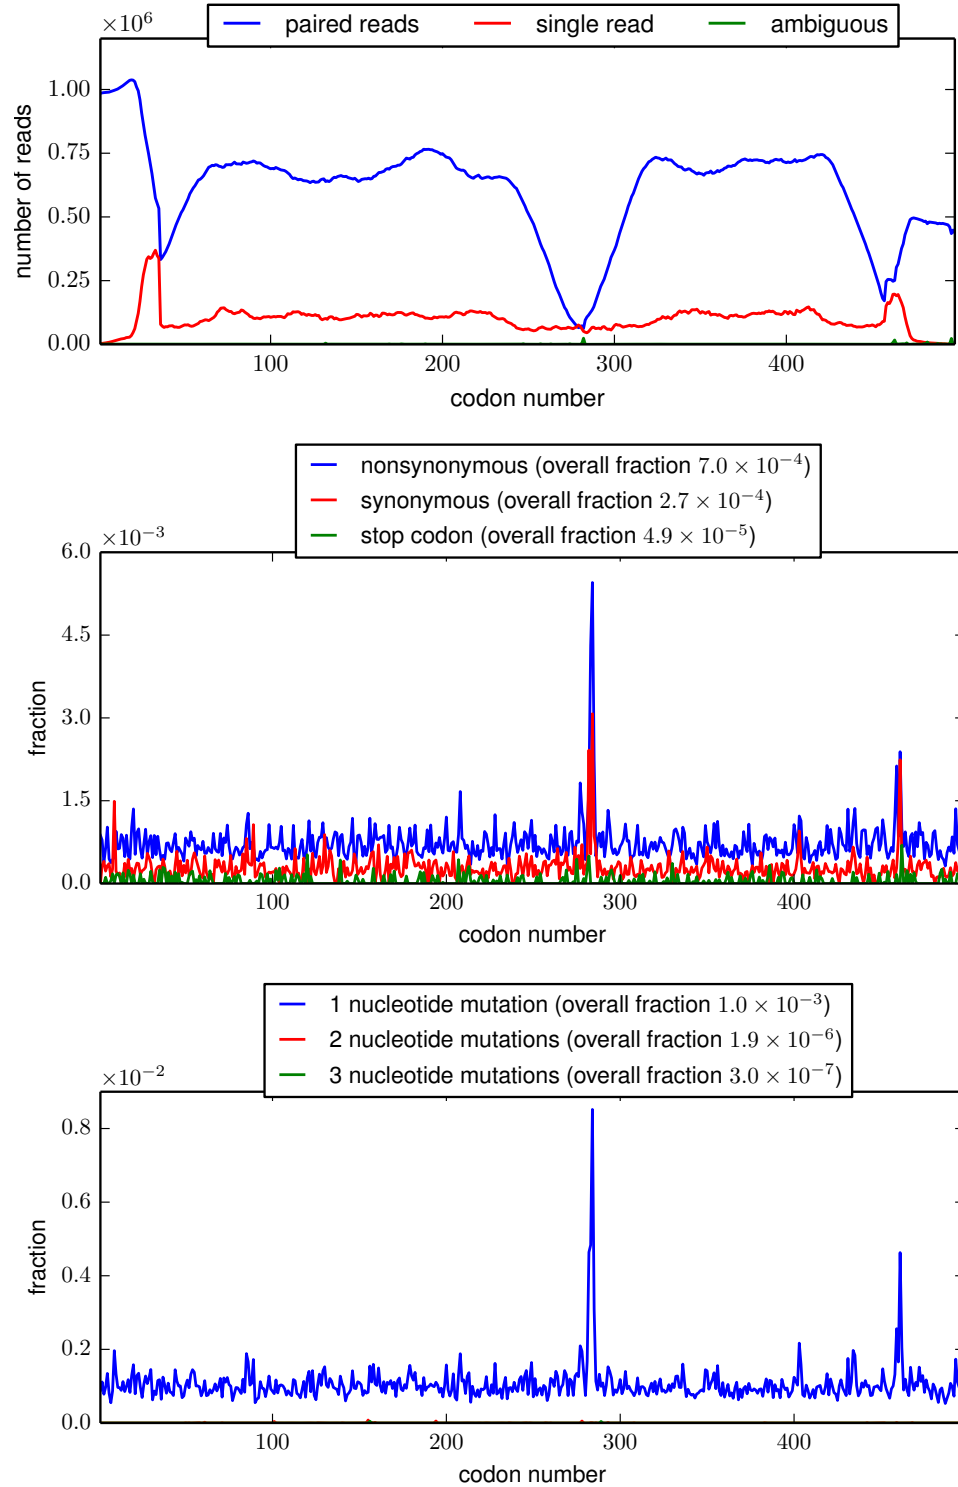 ×10⁶
paired reads single read ambiguous
1.00
0.75
0.50
0.25
0.00
number of reads
100 200 300 400
codon number
nonsynonymous (overall fraction 7.0 × 10⁻⁴)
synonymous (overall fraction 2.7 × 10⁻⁴)
stop codon (overall fraction 4.9 × 10⁻⁵)
×10⁻³
6.0
4.5
3.0
1.5
0.0
fraction
100 200 300 400
codon number
1 nucleotide mutation (overall fraction 1.0 × 10⁻³)
2 nucleotide mutations (overall fraction 1.9 × 10⁻⁶)
3 nucleotide mutations (overall fraction 3.0 × 10⁻⁷)
×10⁻²
0.8
0.6
0.4
0.2
0.0
fraction
100 200 300 400
codon number